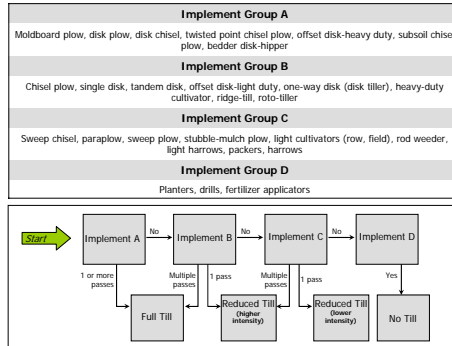 Implement Group A
Moldboard plow, disk plow, disk chisel, twisted point chisel plow, offset disk-heavy duty, subsoil chisel
plow, bedder disk-hipper
Implement Group B
Chisel plow, single disk, tandem disk, offset disk-light duty, one-way disk (disk tiller), heavy-duty
cultivator, ridge-till, roto-tiller
Implement Group C
Sweep chisel, paraplow, sweep plow, stubble-mulch plow, light cultivators (row, field), rod weeder,
light harrows, packers, harrows
Implement Group D
Planters, drills, fertilizer applicators
Start
Implement A
No
Implement B
No
Implement C
No
Implement D
1 or more
passes
Multiple
passes
1 pass
Multiple
passes
1 pass
Yes
Full Till
Reduced Till
(higher
intensity)
Reduced Till
(lower
intensity)
No Till